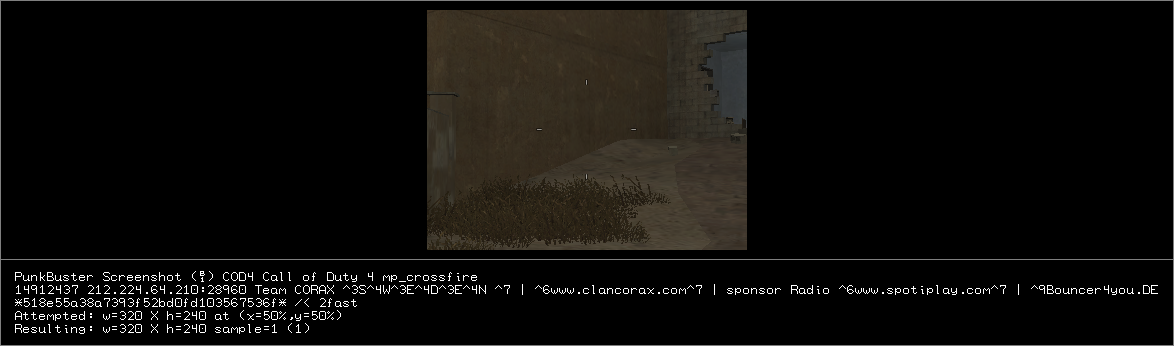 PunkBuster Screenshot (B I) COD4 Call of Duty 4 mp_crossfire
14912437 212.224.64.210:28960 Team CORAX ^3S^4W^3E^4D^3E^4N ^7 | ^6www.clancorax.com^7 | sponsor Radio ^6www.spotiplay.com^7 | ^9Bouncer4you.DE
*518e55a38a7393f52bd0fd103567536f* /< 2fast
Attempted: w=320 X h=240 at (x=50%,y=50%)
Resulting: w=320 X h=240 sample=1 (1)